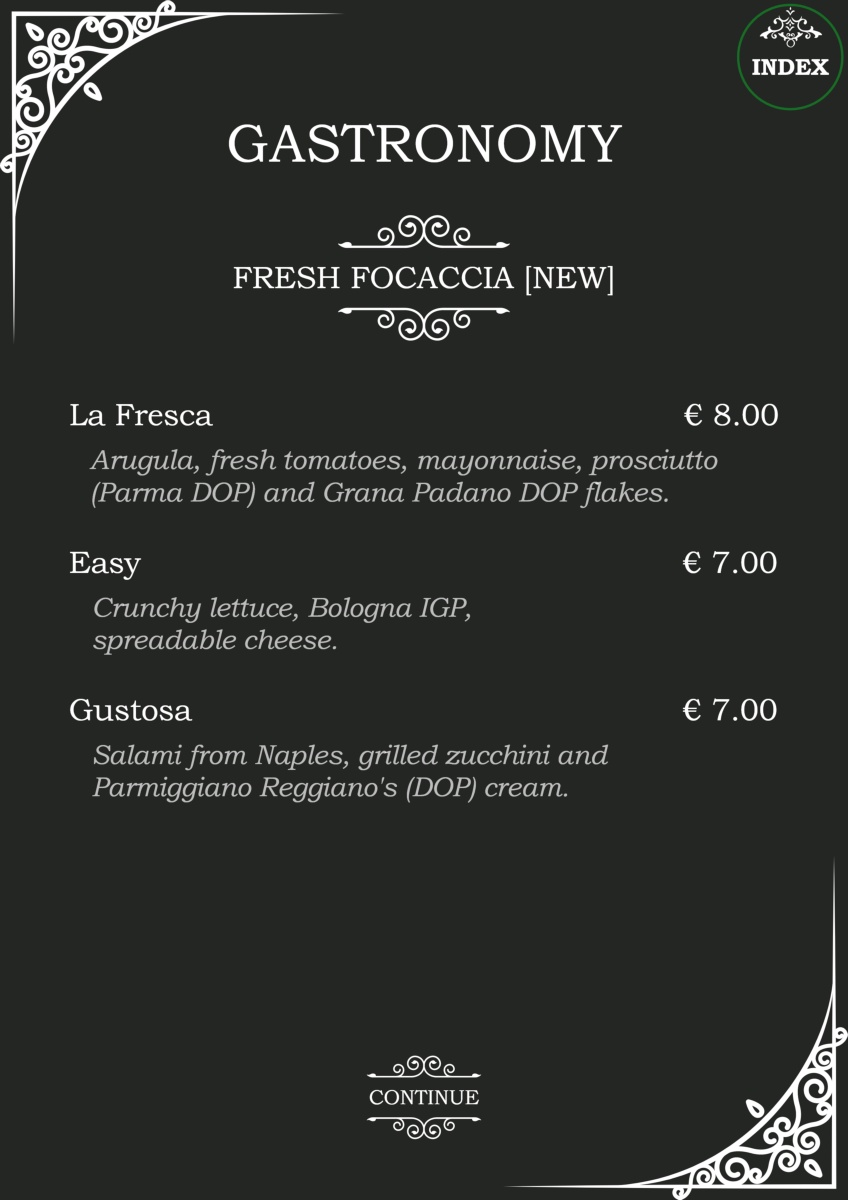 INDEX
GASTRONOMY
FRESH FOCACCIA [NEW]
La Fresca € 8.00
Arugula, fresh tomatoes, mayonnaise, prosciutto
(Parma DOP) and Grana Padano DOP flakes.
Easy € 7.00
Crunchy lettuce, Bologna IGP,
spreadable cheese.
Gustosa € 7.00
Salami from Naples, grilled zucchini and
Parmiggiano Reggiano's (DOP) cream.
CONTINUE